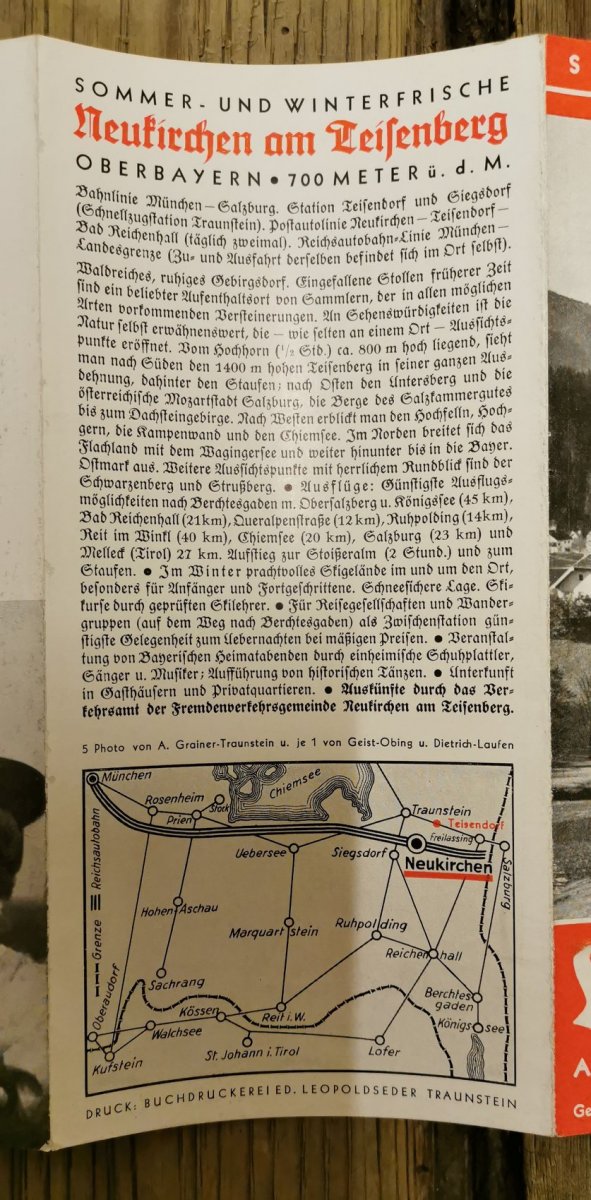 SOMMER- UND WINTERFRISCHE
Neukirchen am Teisenberg
OBERBAYERN • 700 METER ü. d. M.
Bahnlinie München – Salzburg. Station Teisendorf und Siegsdorf
(Schnellzugstation Traunstein). Postautolinie Neukirchen – Teisendorf –
Bad Reichenhall (täglich zweimal). Reichsautobahn-Linie München –
Landesgrenze (Zu- und Ausfahrt derselben befindet sich im Ort selbst).
Waldreiches, ruhiges Gebirgsdorf. Eingefallene Stollen früherer Zeit
sind ein beliebter Aufenthaltsort von Sammlern, der in allen möglichen
Arten vorkommenden Versteinerungen. An Sehenswürdigkeiten ist die
Natur selbst erwähnenswert, die – wie selten an einem Ort – Aussichts-
punkte eröffnet. Vom Hochhorn (1/2 Std.) ca. 800 m hoch liegend, sieht
man nach Süden den 1400 m hohen Teisenberg in seiner ganzen Aus-
dehnung, dahinter den Staufen; nach Osten den Untersberg und die
österreichische Mozartstadt Salzburg, die Berge des Salzkammergutes
bis zum Dachsteingebirge. Nach Westen erblickt man den Hochfelln, Hoch-
gern, die Kampenwand und den Chiemsee. Im Norden breitet sich das
Flachland mit dem Wagingersee und weiter hinunter bis in die Bayer.
Ostmark aus. Weitere Aussichtspunkte mit herrlichem Rundblick sind der
Schwarzenberg und Strußberg. • Ausflüge: Günstigste Ausflugs-
möglichkeiten nach Berchtesgaden m. Obersalzberg u. Königssee (45 km),
Bad Reichenhall (21km), Queralpenstraße (12 km), Ruhpolding (14km),
Reit im Winkl (40 km), Chiemsee (20 km), Salzburg (23 km) und
Melleck (Tirol) 27 km. Aufstieg zur Stoißeralm (2 Stund.) und zum
Staufen. • Im Winter prachtvolles Skigelände im und um den Ort,
besonders für Anfänger und Fortgeschrittene. Schneesichere Lage. Ski-
kurse durch geprüften Skilehrer. • Für Reisegesellschaften und Wander-
gruppen (auf dem Weg nach Berchtesgaden) als Zwischenstation gün-
stigste Gelegenheit zum Uebernachten bei mäßigen Preisen. • Veranstal-
tung von Bayerischen Heimatabenden durch einheimische Schuhplattler,
Sänger u. Musiker; Aufführung von historischen Tänzen. • Unterkunft
in Gasthäusern und Privatquartieren. • Auskünfte durch das Ver-
kehrsamt der Fremdenverkehrsgemeinde Neukirchen am Teisenberg.
5 Photo von A. Grainer-Traunstein u. je 1 von Geist-Obing u. Dietrich-Laufen
München
Chiemsee
Rosenheim
Stock
Prien
Traunstein
Teisendorf
Freilassing
Reichsautobahn
Uebersee
Siegsdorf
Neukirchen
Salzburg
Hohen Aschau
Marquartstein
Ruhpolding
Reichenhall
Grenze
Sachrang
Berchtesgaden
Oberaudorf
Kössen
Reit i. W.
Königssee
Walchsee
Kufstein
St. Johann i. Tirol
Lofer
DRUCK: BUCHDRUCKEREI ED. LEOPOLDSEDER TRAUNSTEIN
S
A
Ge